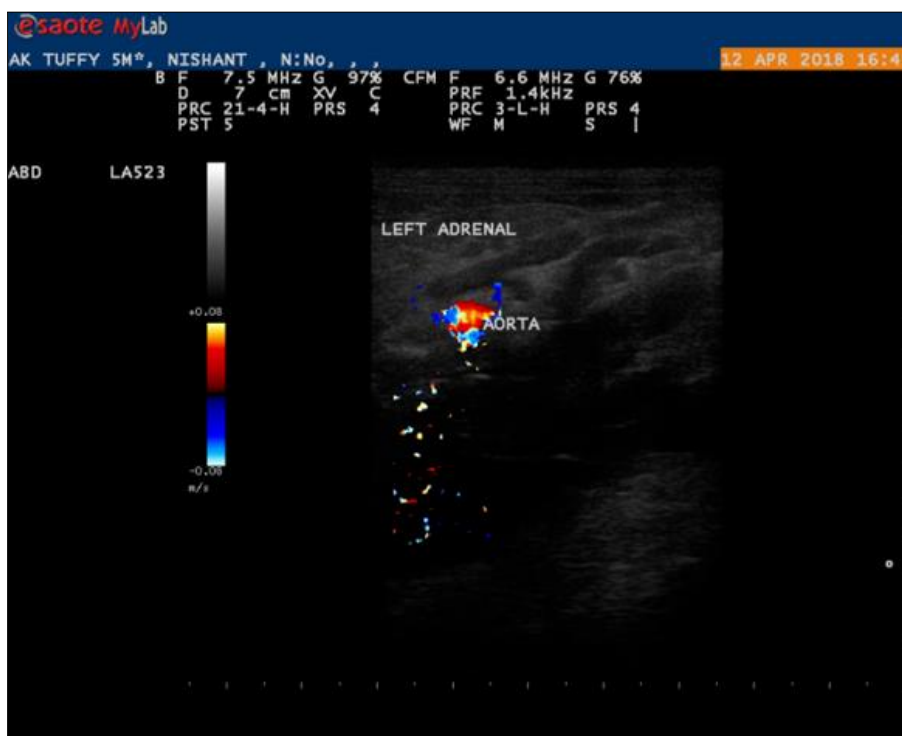 esaote MyLab
AK TUFFY 5M*, NISHANT , N:No, , ,
12 APR 2018 16:4
B F 7.5 MHz G 97% CFM F 6.6 MHz G 76%
D 7 cm XV C PRF 1.4kHz
PRC 21-4-H PRS 4 PRC 3-L-H PRS 4
PST 5 WF M S |
ABD LA523
LEFT ADRENAL
+0.08
AORTA
-0.08
m/s